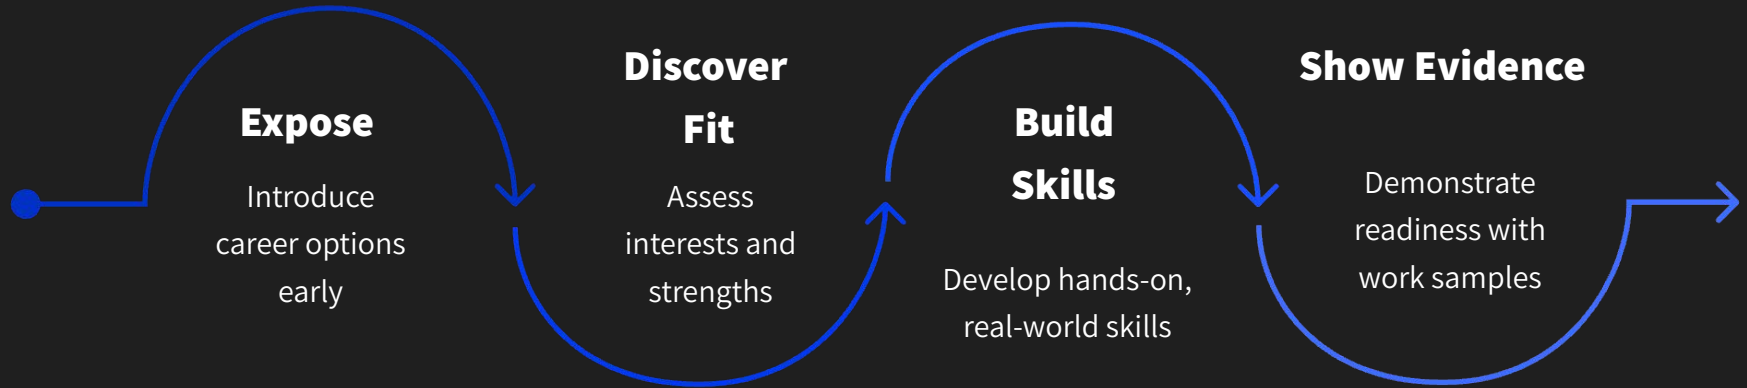 Expose
Introduce
career options
early
Discover
Fit
Assess
interests and
strengths
Build
Skills
Develop hands-on,
real-world skills
Show Evidence
Demonstrate
readiness with
work samples